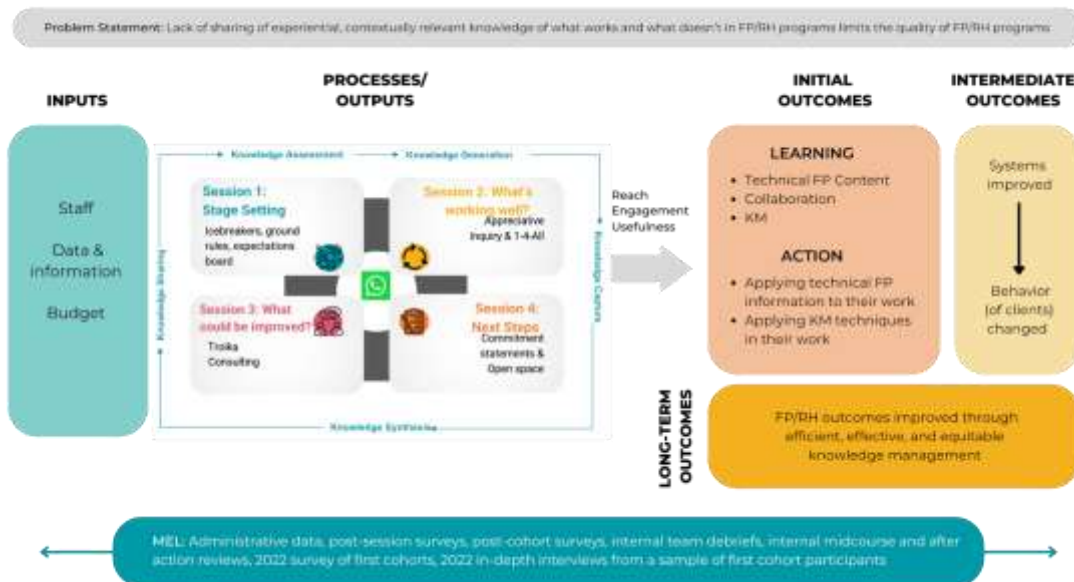 Problem Statement: Lack of sharing of experiential, contextually relevant knowledge of what works and what doesn't in FP/RH programs limits the quality of FP/RH programs
INPUTS
Staff
Data &
information
Budget
PROCESSES/
OUTPUTS
Knowledge Assessment
Knowledge Generation
Knowledge Sharing
Knowledge Capture
Knowledge Synthesis
Session 1:
Stage Setting
Icebreakers, ground
rules, expectations
board
Session 2: What's
working well?
Appreciative
Inquiry & 1-4-All
Session 3: What
could be improved?
Troika
Consulting
Session 4:
Next Steps
Commitment
statements &
Open space
Reach
Engagement
Usefulness
INITIAL
OUTCOMES
LEARNING
• Technical FP Content
• Collaboration
• KM
ACTION
• Applying technical FP
information to their work
• Applying KM techniques
in their work
INTERMEDIATE
OUTCOMES
Systems
improved
Behavior
(of clients)
changed
LONG-TERM
OUTCOMES
FP/RH outcomes improved through
efficient, effective, and equitable
knowledge management
MEL: Administrative data, post-session surveys, post-cohort surveys, internal team debriefs, internal midcourse and after
action reviews, 2022 survey of first cohorts, 2022 in-depth interviews from a sample of first cohort participants